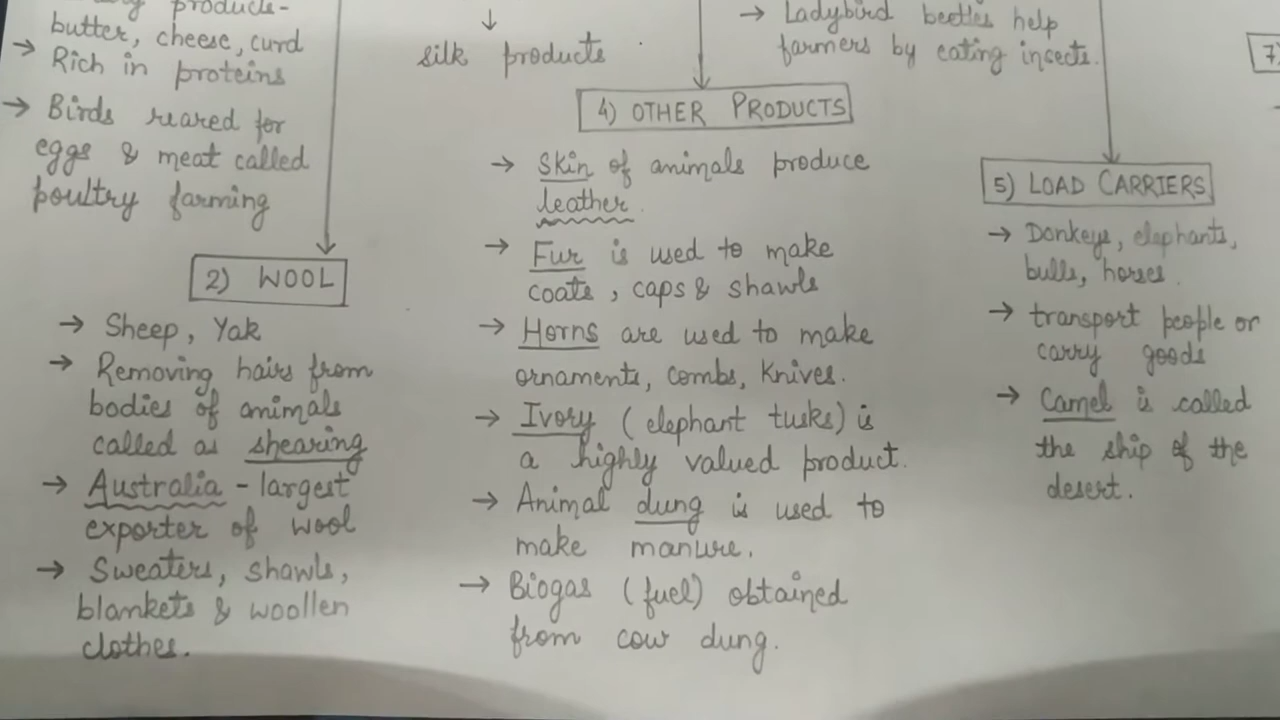 products-
butter, cheese, curd
→ Rich in proteins
→ Birds reared for
eggs & meat called
poultry farming
2) WOOL
→ Sheep, Yak
→ Removing hairs from
bodies of animals
called as shearing
→ Australia - largest
exporter of wool
→ Sweaters, shawls,
blankets & woollen
clothes.
↓
silk products
4) OTHER PRODUCTS
→ Skin of animals produce
leather.
→ Fur is used to make
coats, caps & shawls
→ Horns are used to make
ornaments, combs, knives.
→ Ivory (elephant tusks) is
a highly valued product.
→ Animal dung is used to
make manure.
→ Biogas (fuel) obtained
from cow dung.
→ Ladybird beetles help
farmers by eating insects.
5) LOAD CARRIERS
→ Donkeys, elephants,
bulls, horses.
→ transport people or
carry goods
→ Camel is called
the ship of the
desert.
7)